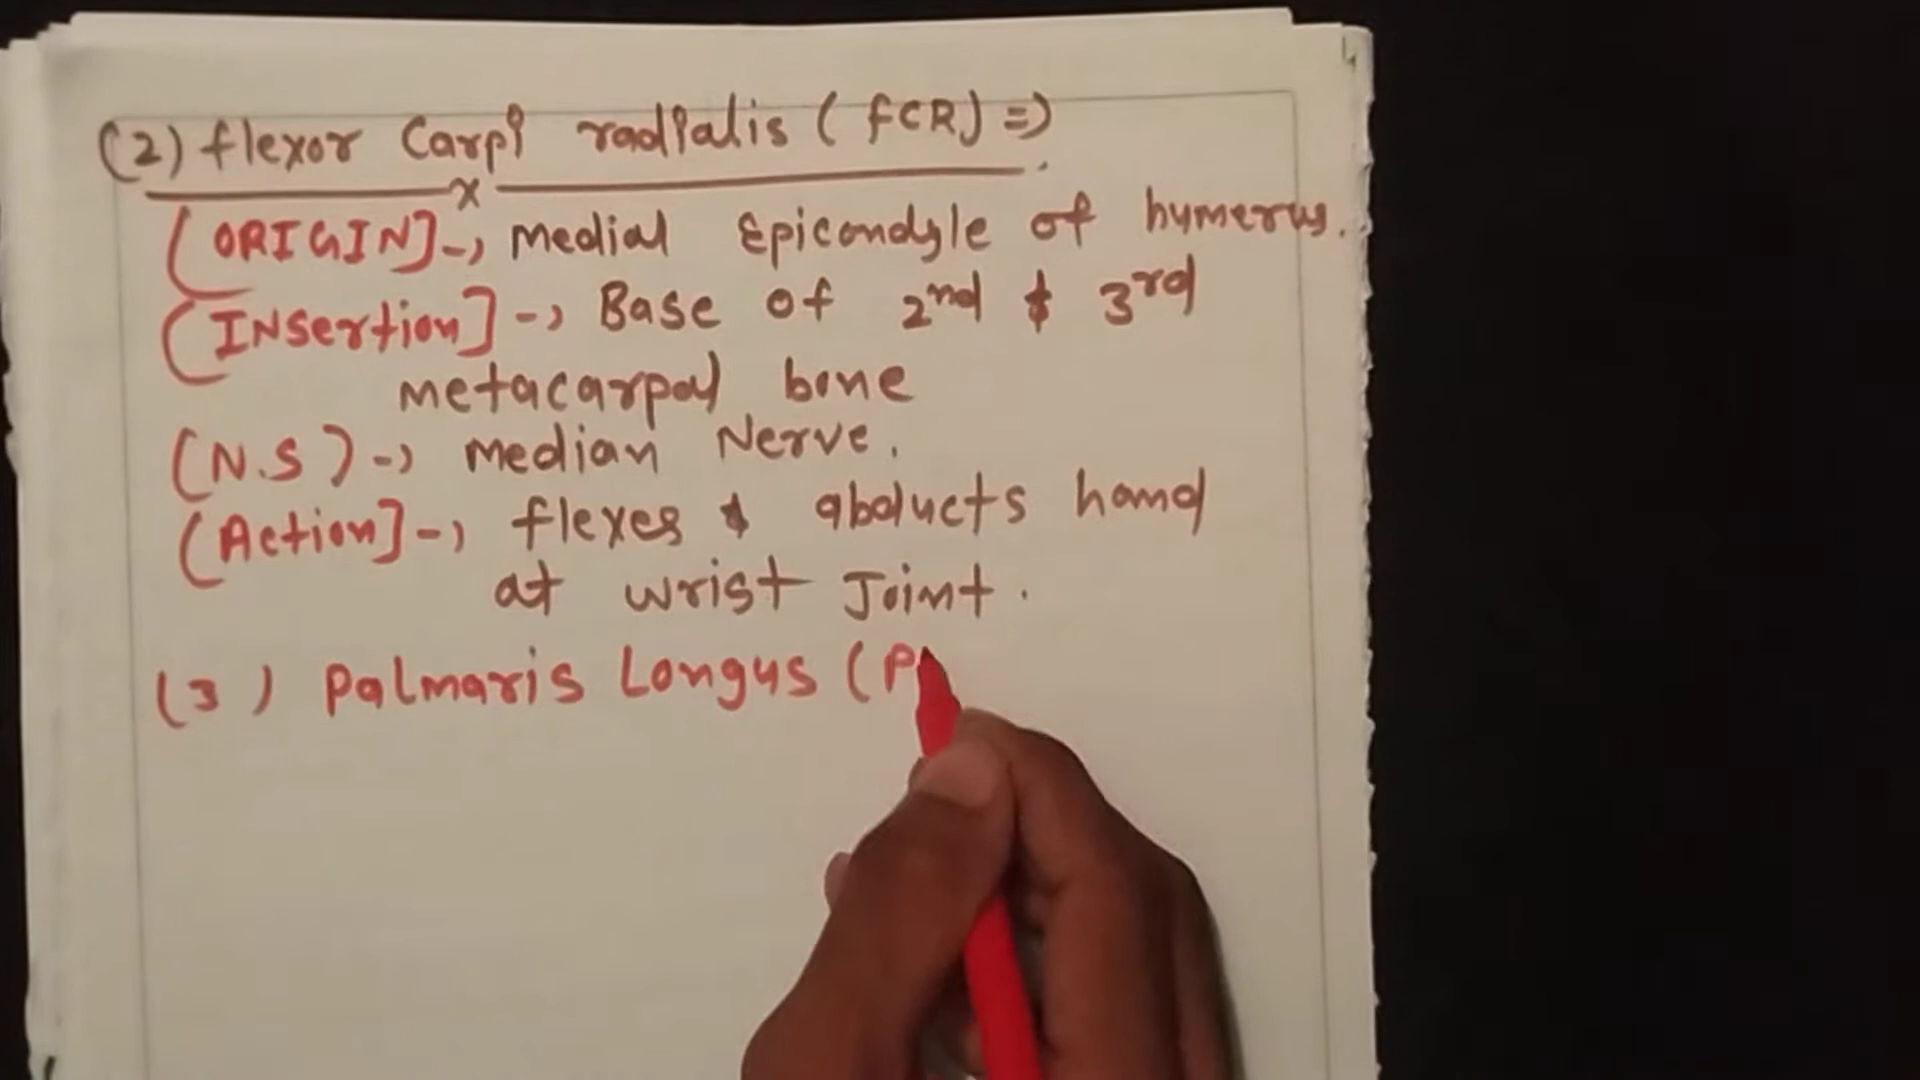 (2) flexor Carpi radialis (FCR) =>
[ORIGIN] -> Medial Epicondyle of humerus.
[INsertion] -> Base of 2nd & 3rd
metacarpal bone
(N.S) -> median Nerve.
(Action] -> flexes & abducts hand
at wrist Joint.
(3) Palmaris Longus (P